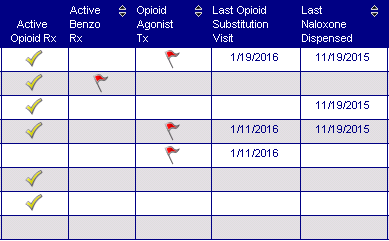 Active Opioid Rx	Active Benzo Rx	Opioid Agonist Tx	Last Opioid Substitution Visit	Last Naloxone Dispensed
1/19/2016	11/19/2015
11/19/2015
1/11/2016	11/19/2015
1/11/2016